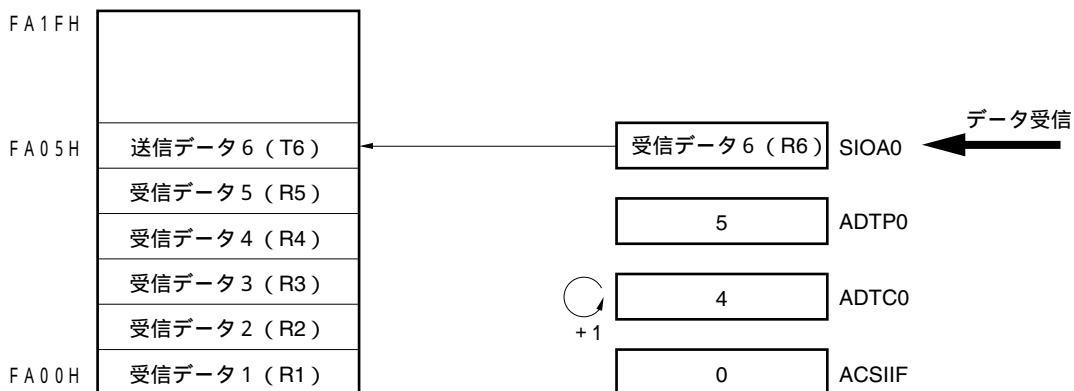 FA1FH
データ受信
FA05H 送信データ6（T6） 受信データ6（R6） SIOA0
受信データ5（R5） 5 ADTP0
受信データ4（R4）
受信データ3（R3） 4 ADTC0
+1
受信データ2（R2）
FA00H 受信データ1（R1） 0 ACSIIF